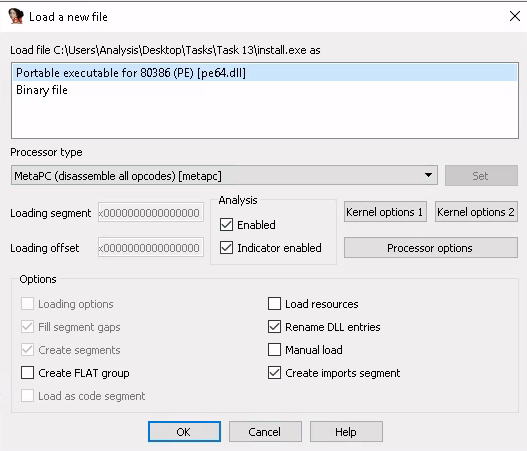 Load a new file
Load file C:\Users\Analysis\Desktop\Tasks\Task 13\install.exe as
Portable executable for 80386 (PE) [pe64.dll]
Binary file
Processor type
MetaPC (disassemble all opcodes) [metapc]
Set
Loading segment
x0000000000000000
Analysis
Enabled
Kernel options 1
Kernel options 2
Loading offset
x0000000000000000
Indicator enabled
Processor options
Options
Loading options
Load resources
Fill segment gaps
Rename DLL entries
Create segments
Manual load
Create FLAT group
Create imports segment
Load as code segment
OK
Cancel
Help